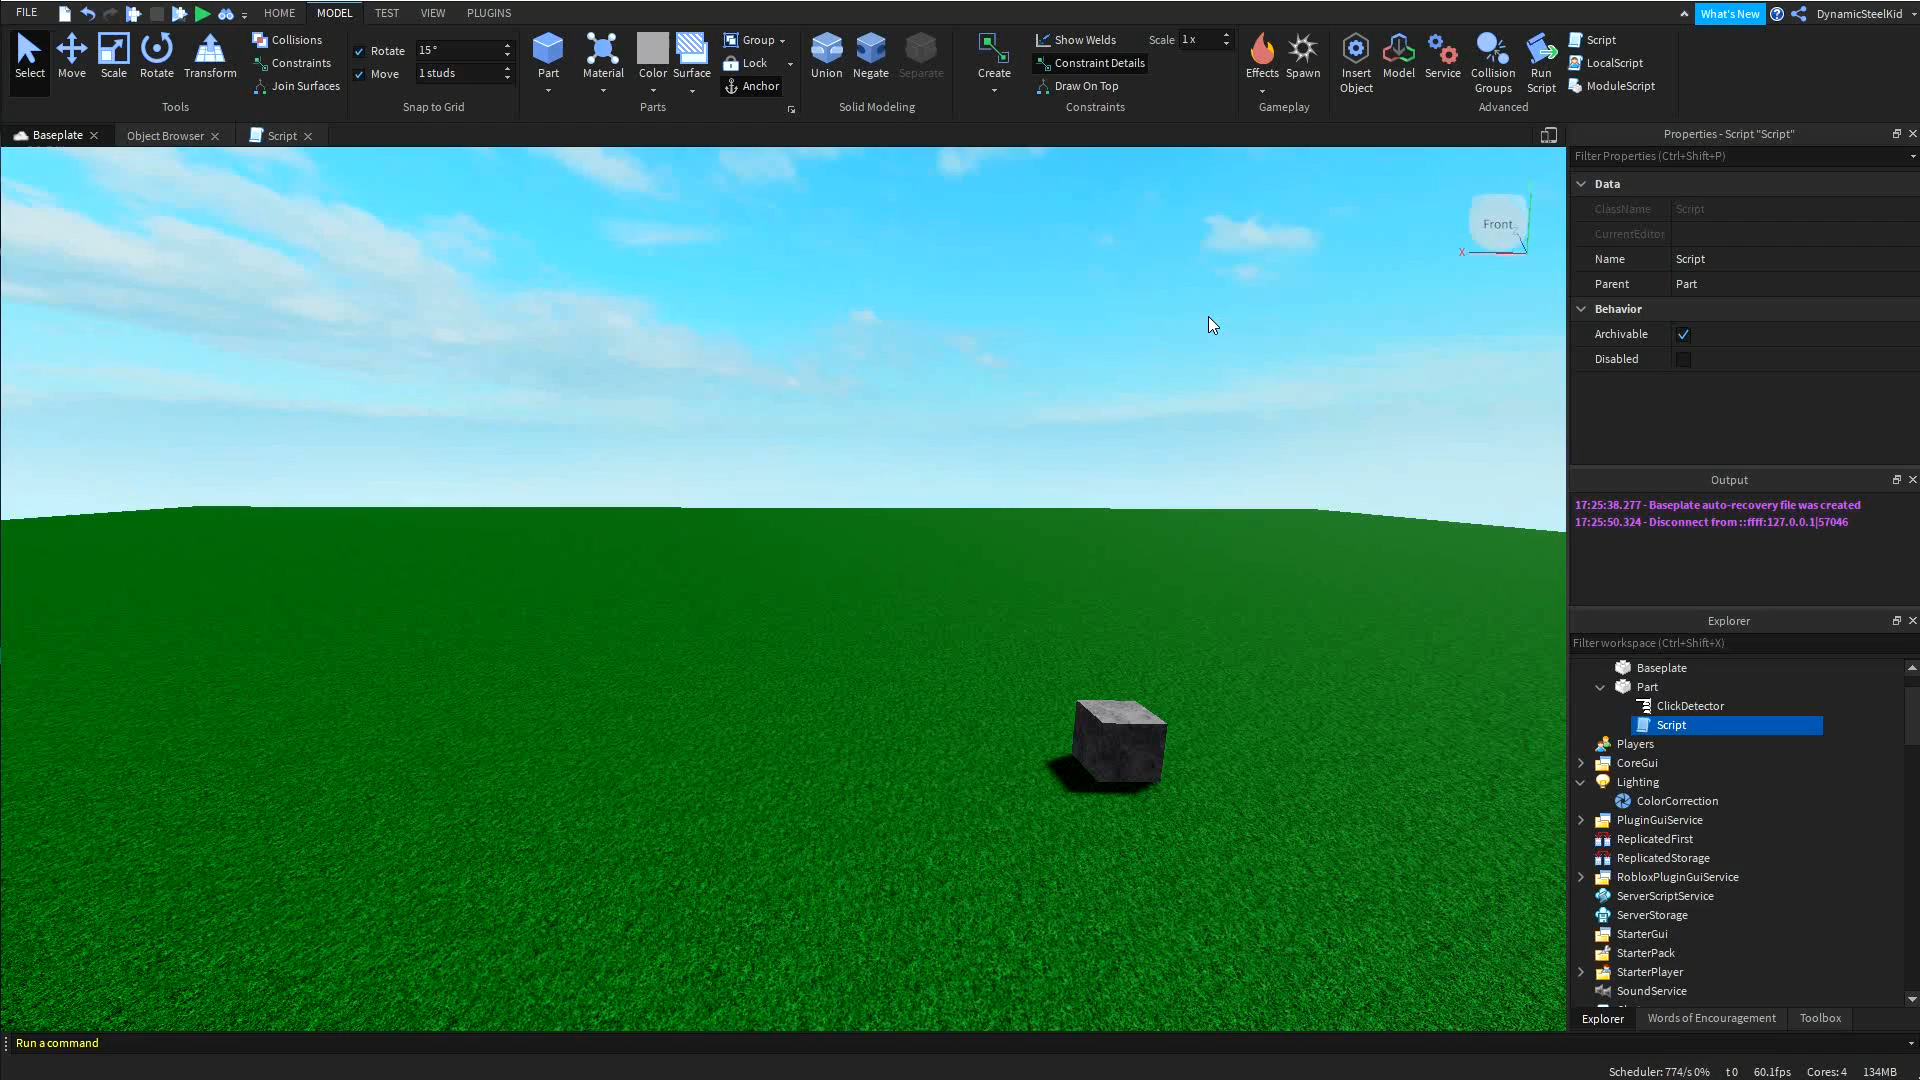 FILE
HOME
MODEL
TEST
VIEW
PLUGINS
What's New
DynamicSteelKid
Select
Move
Scale
Rotate
Transform
Collisions
Constraints
Join Surfaces
Tools
Rotate 15°
Move 1 studs
Snap to Grid
Part
Material
Color
Surface
Group
Lock
Anchor
Parts
Union
Negate
Separate
Solid Modeling
Create
Show Welds
Scale 1 x
Constraint Details
Draw On Top
Constraints
Effects
Spawn
Gameplay
Insert
Object
Model
Service
Collision
Groups
Run
Script
Script
LocalScript
ModuleScript
Advanced
Baseplate
Object Browser
Script
Front
X
Properties - Script "Script"
Filter Properties (Ctrl+Shift+P)
Data
ClassName Script
CurrentEditor
Name Script
Parent Part
Behavior
Archivable
Disabled
Output
17:25:38.277 - Baseplate auto-recovery file was created
17:25:50.324 - Disconnect from ::ffff:127.0.0.1|57046
Explorer
Filter workspace (Ctrl+Shift+X)
Baseplate
Part
ClickDetector
Script
Players
CoreGui
Lighting
ColorCorrection
PluginGuiService
ReplicatedFirst
ReplicatedStorage
RobloxPluginGuiService
ServerScriptService
ServerStorage
StarterGui
StarterPack
StarterPlayer
SoundService
Explorer
Words of Encouragement
Toolbox
Run a command
Scheduler: 774/s 0%
t 0
60.1fps
Cores: 4
134MB